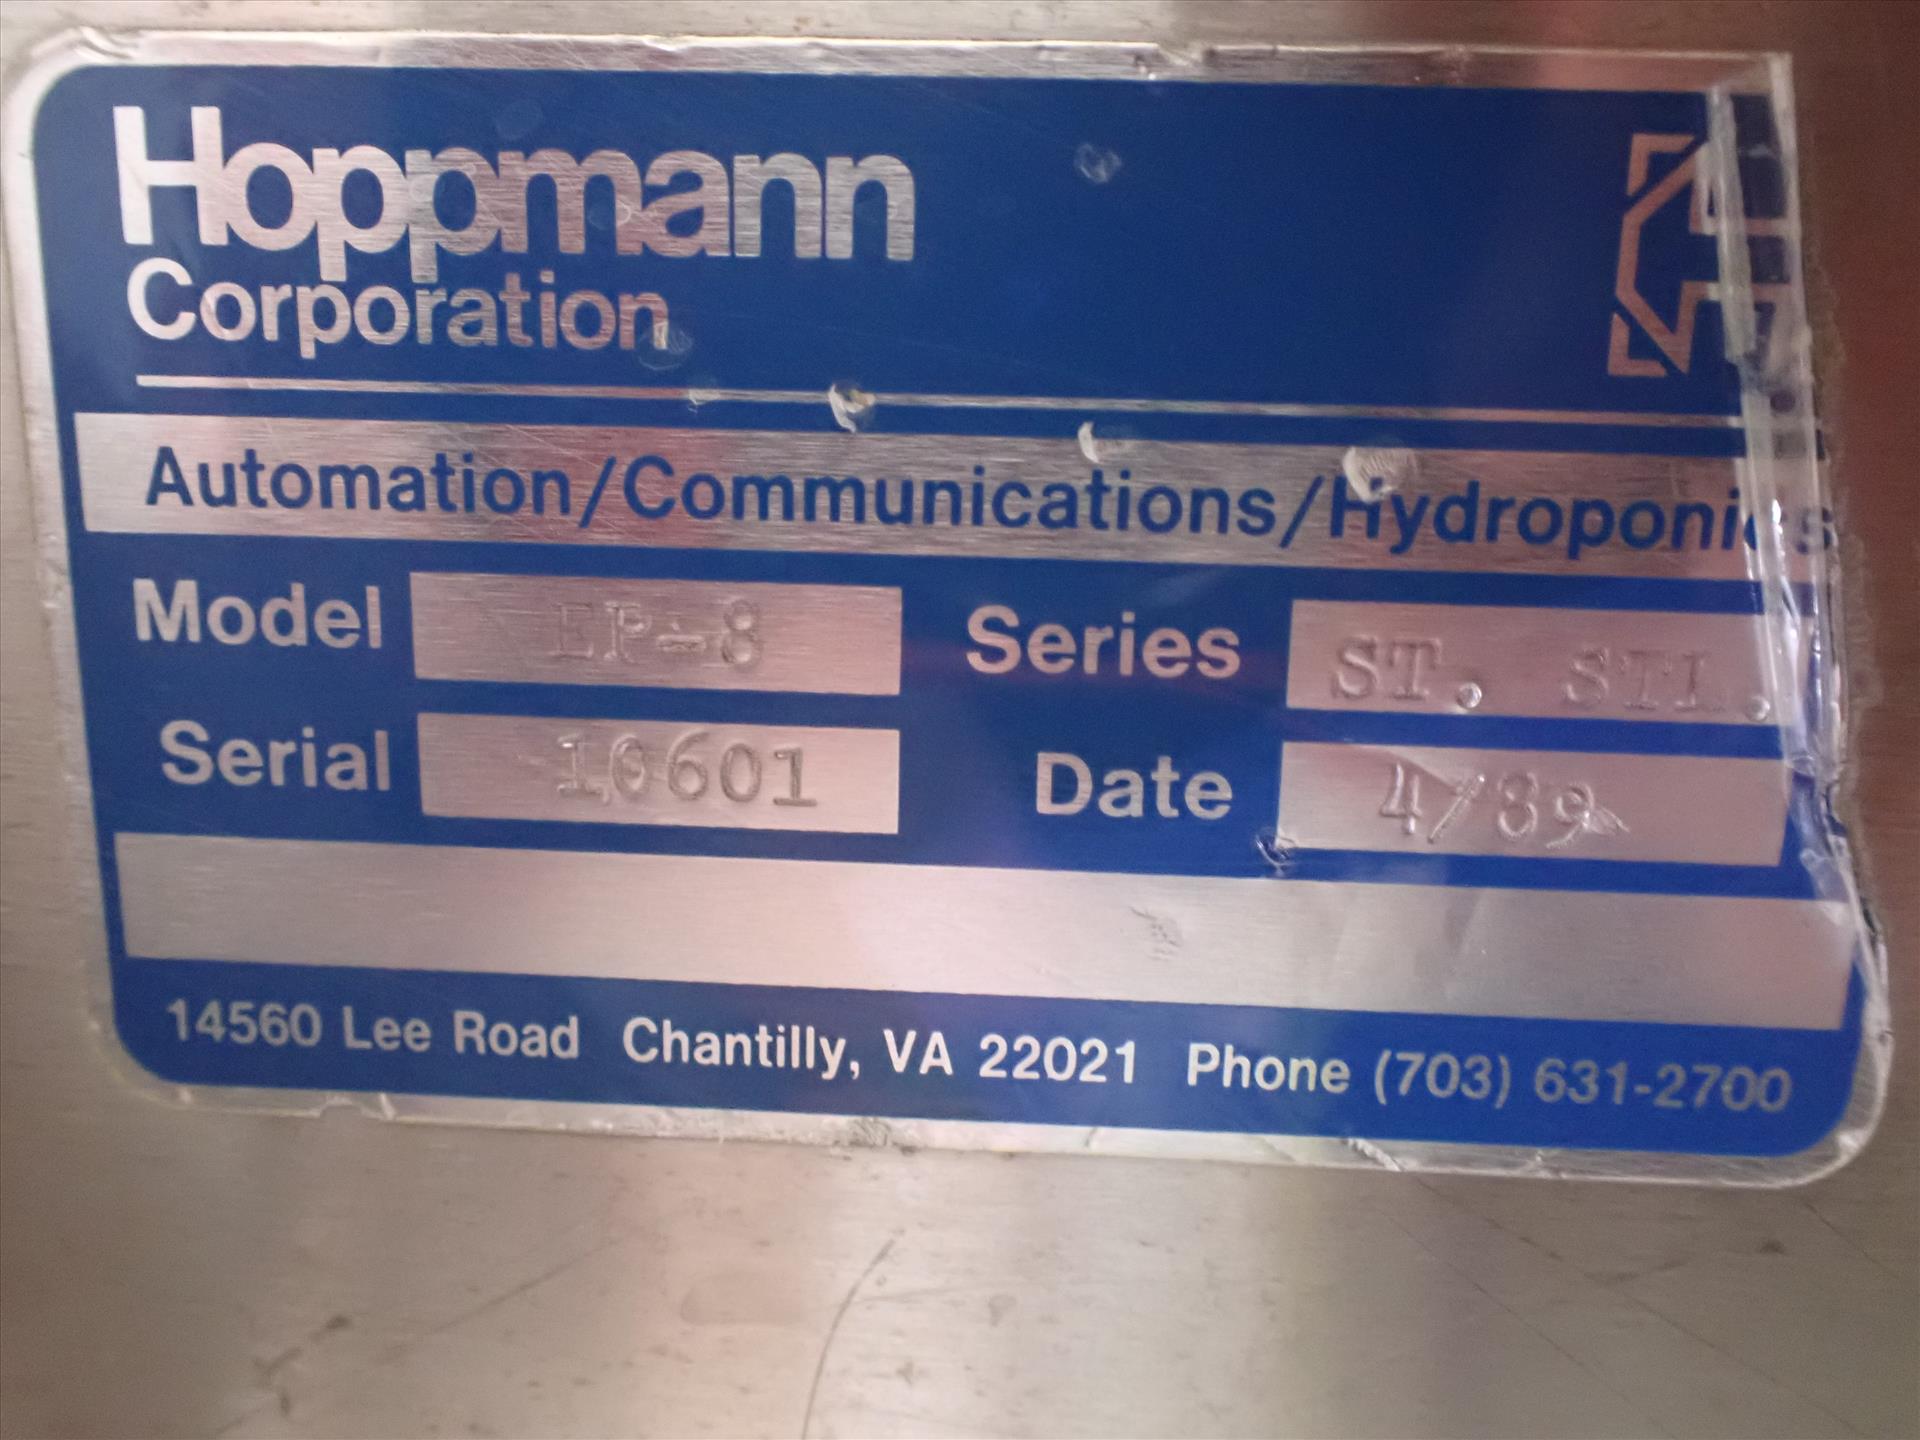 Hoppmann
Corporation
Automation/Communications/Hydroponics
Model EP-8 Series ST. STL.
Serial 10601 Date 4/89
14560 Lee Road Chantilly, VA 22021 Phone (703) 631-2700